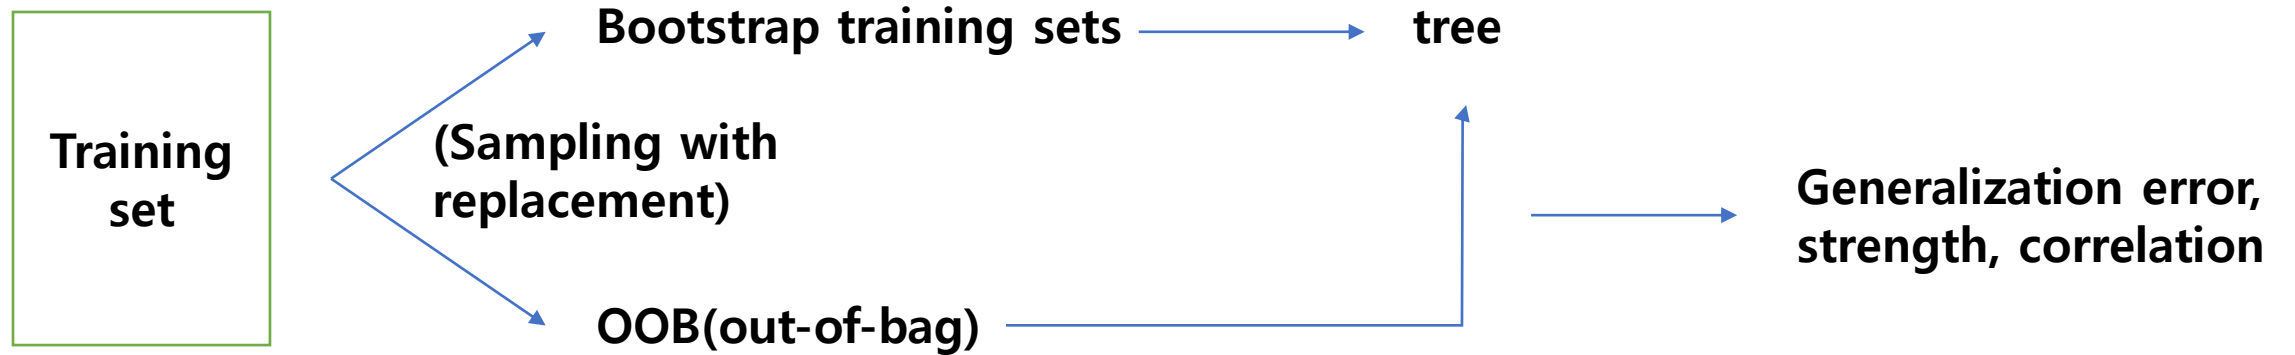 Training
set
Bootstrap training sets
tree
(Sampling with
replacement)
OOB(out-of-bag)
Generalization error,
strength, correlation